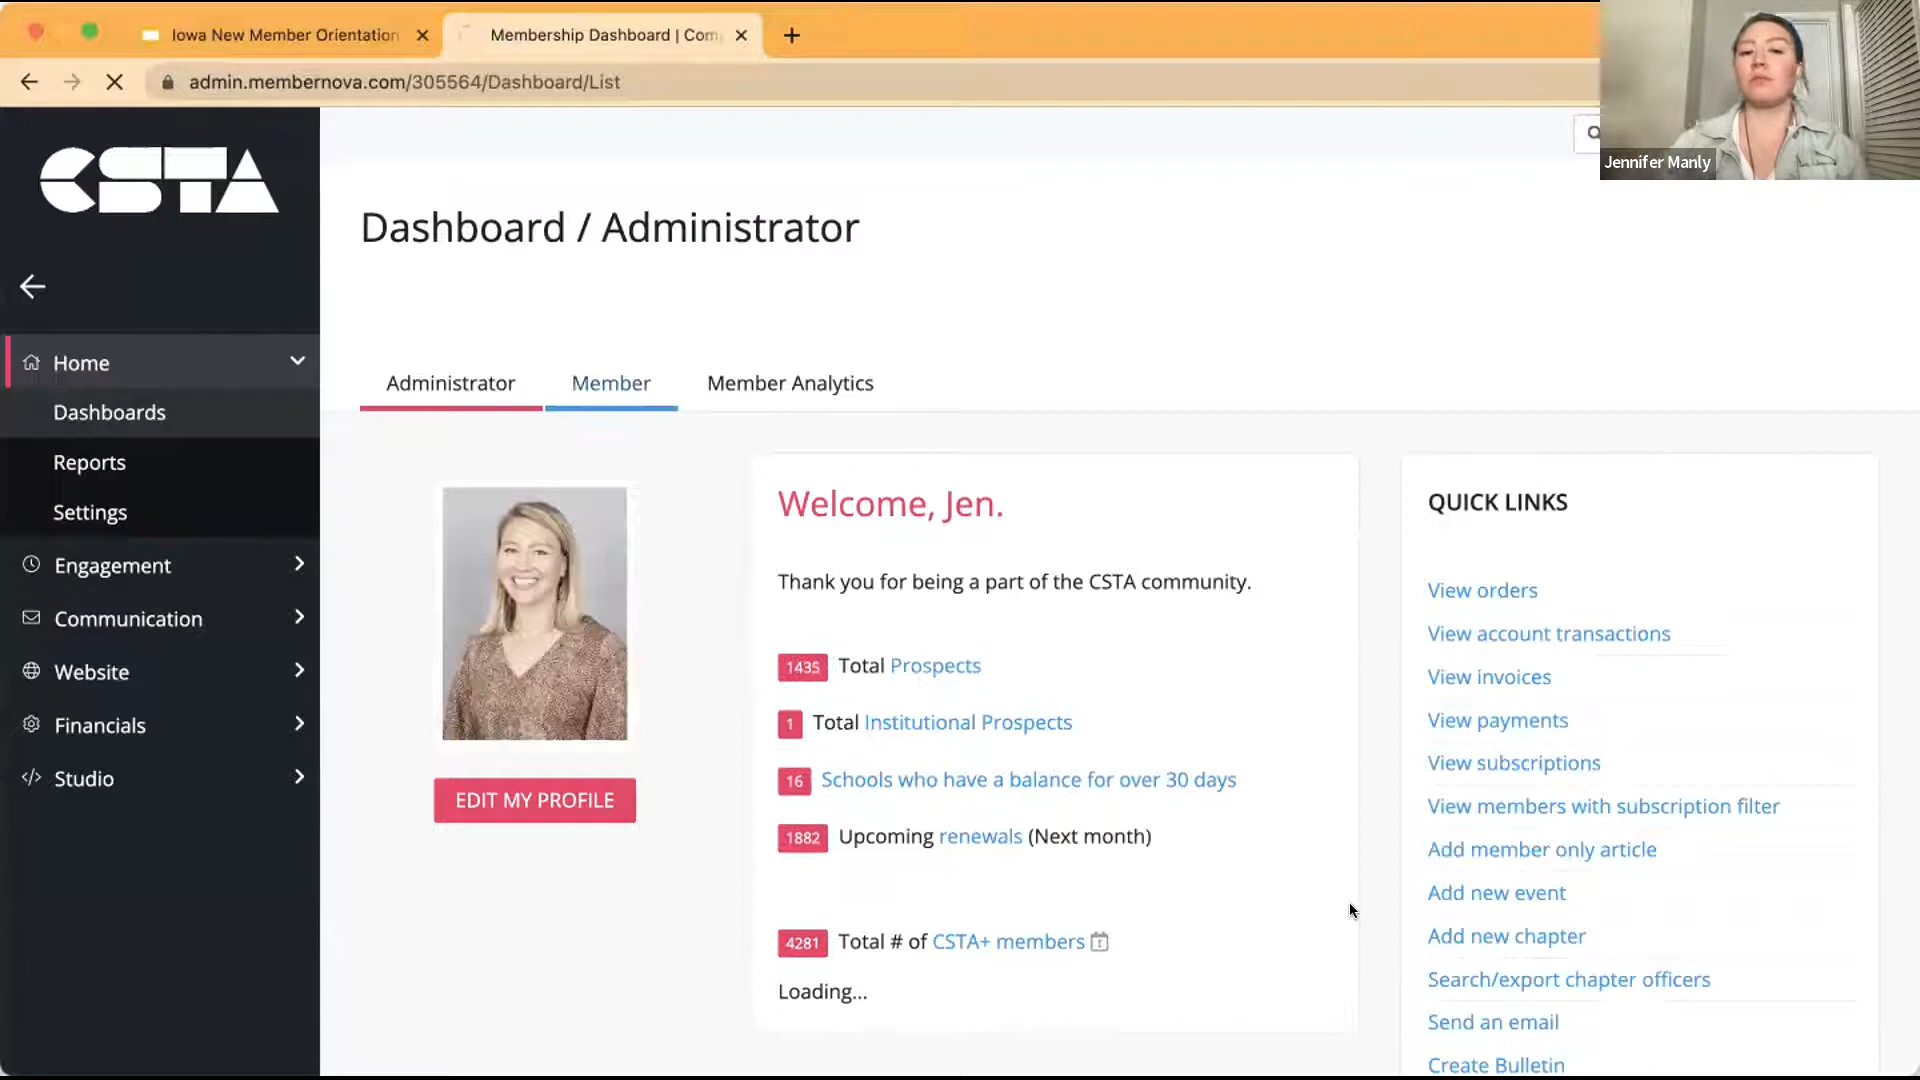 Iowa New Member Orientation
Membership Dashboard | Com
admin.membernova.com/305564/Dashboard/List
Jennifer Manly
CSTA
Dashboard / Administrator
Home
Dashboards
Reports
Settings
Engagement
Communication
Website
Financials
Studio
Administrator
Member
Member Analytics
EDIT MY PROFILE
Welcome, Jen.
Thank you for being a part of the CSTA community.
1435 Total Prospects
1 Total Institutional Prospects
16 Schools who have a balance for over 30 days
1882 Upcoming renewals (Next month)
4281 Total # of CSTA+ members
Loading...
QUICK LINKS
View orders
View account transactions
View invoices
View payments
View subscriptions
View members with subscription filter
Add member only article
Add new event
Add new chapter
Search/export chapter officers
Send an email
Create Bulletin